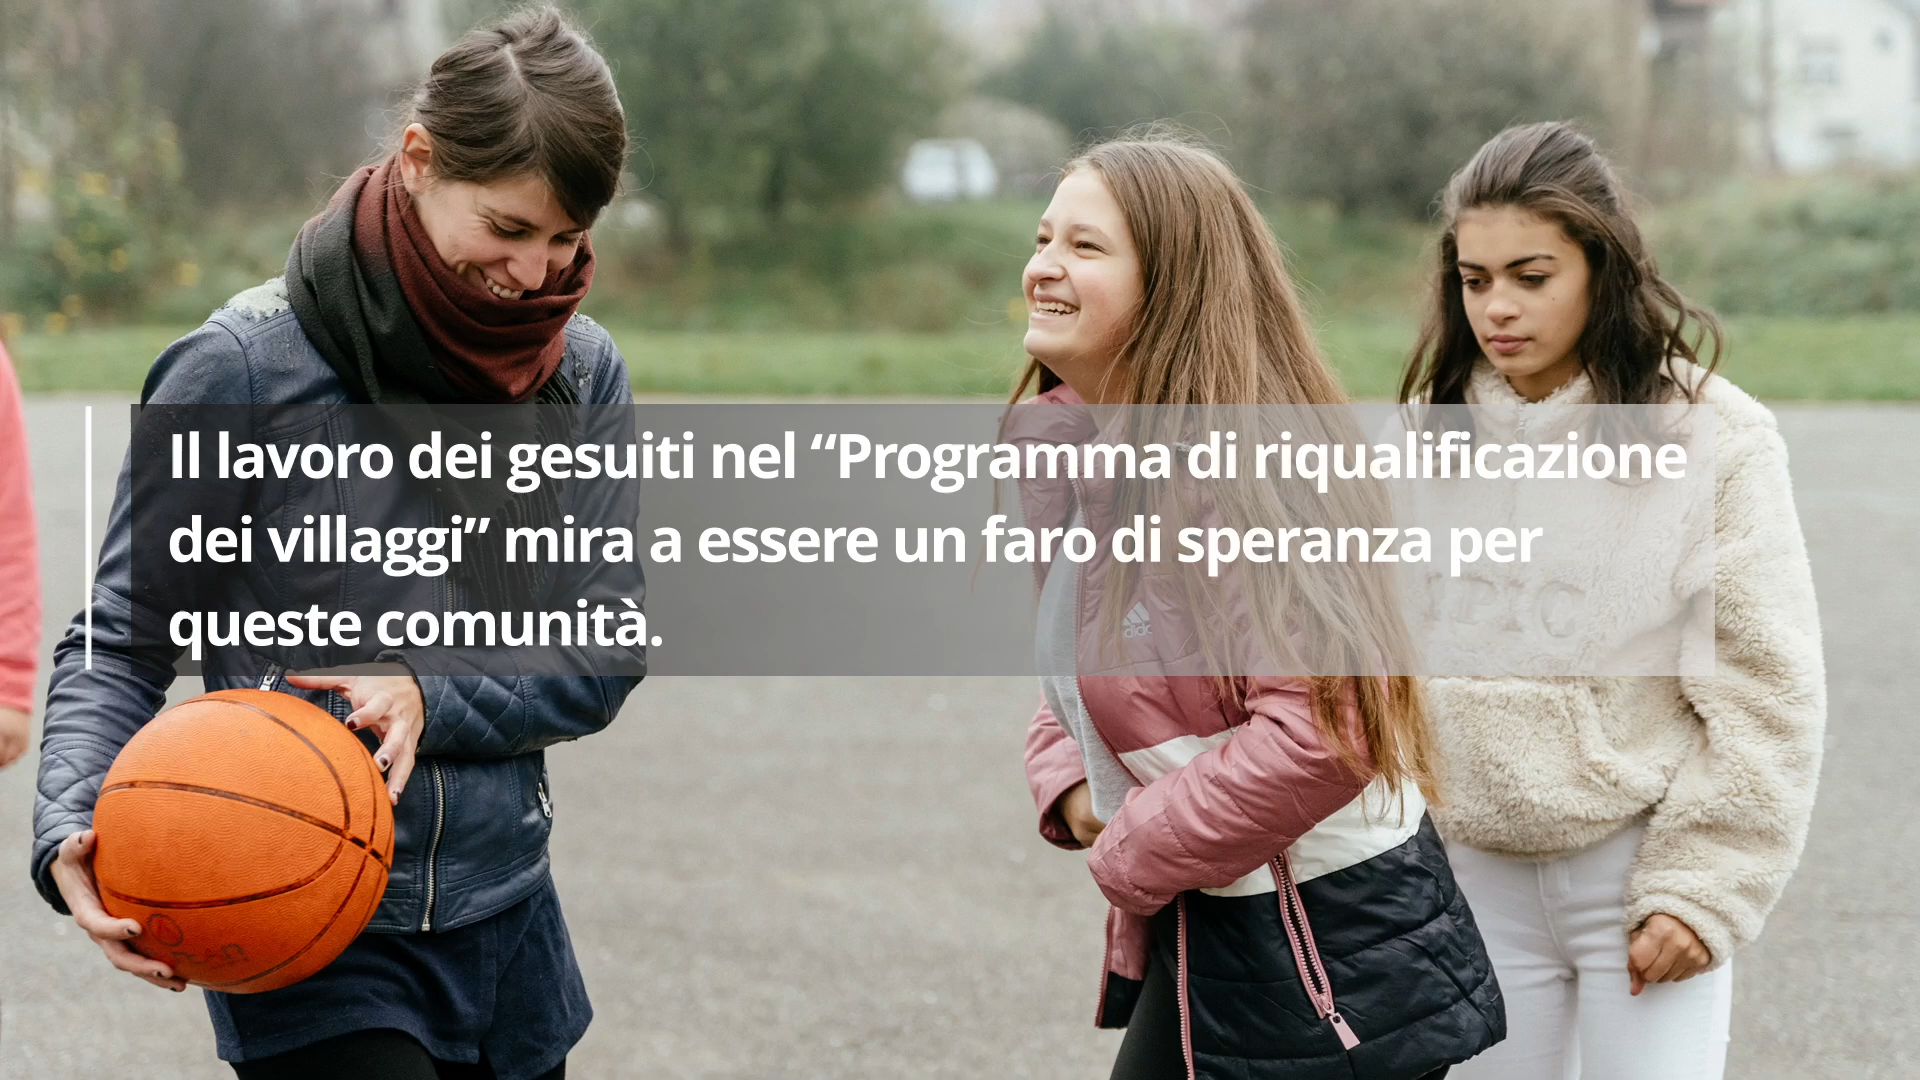 Il lavoro dei gesuiti nel “Programma di riqualificazione
dei villaggi” mira a essere un faro di speranza per
queste comunità.